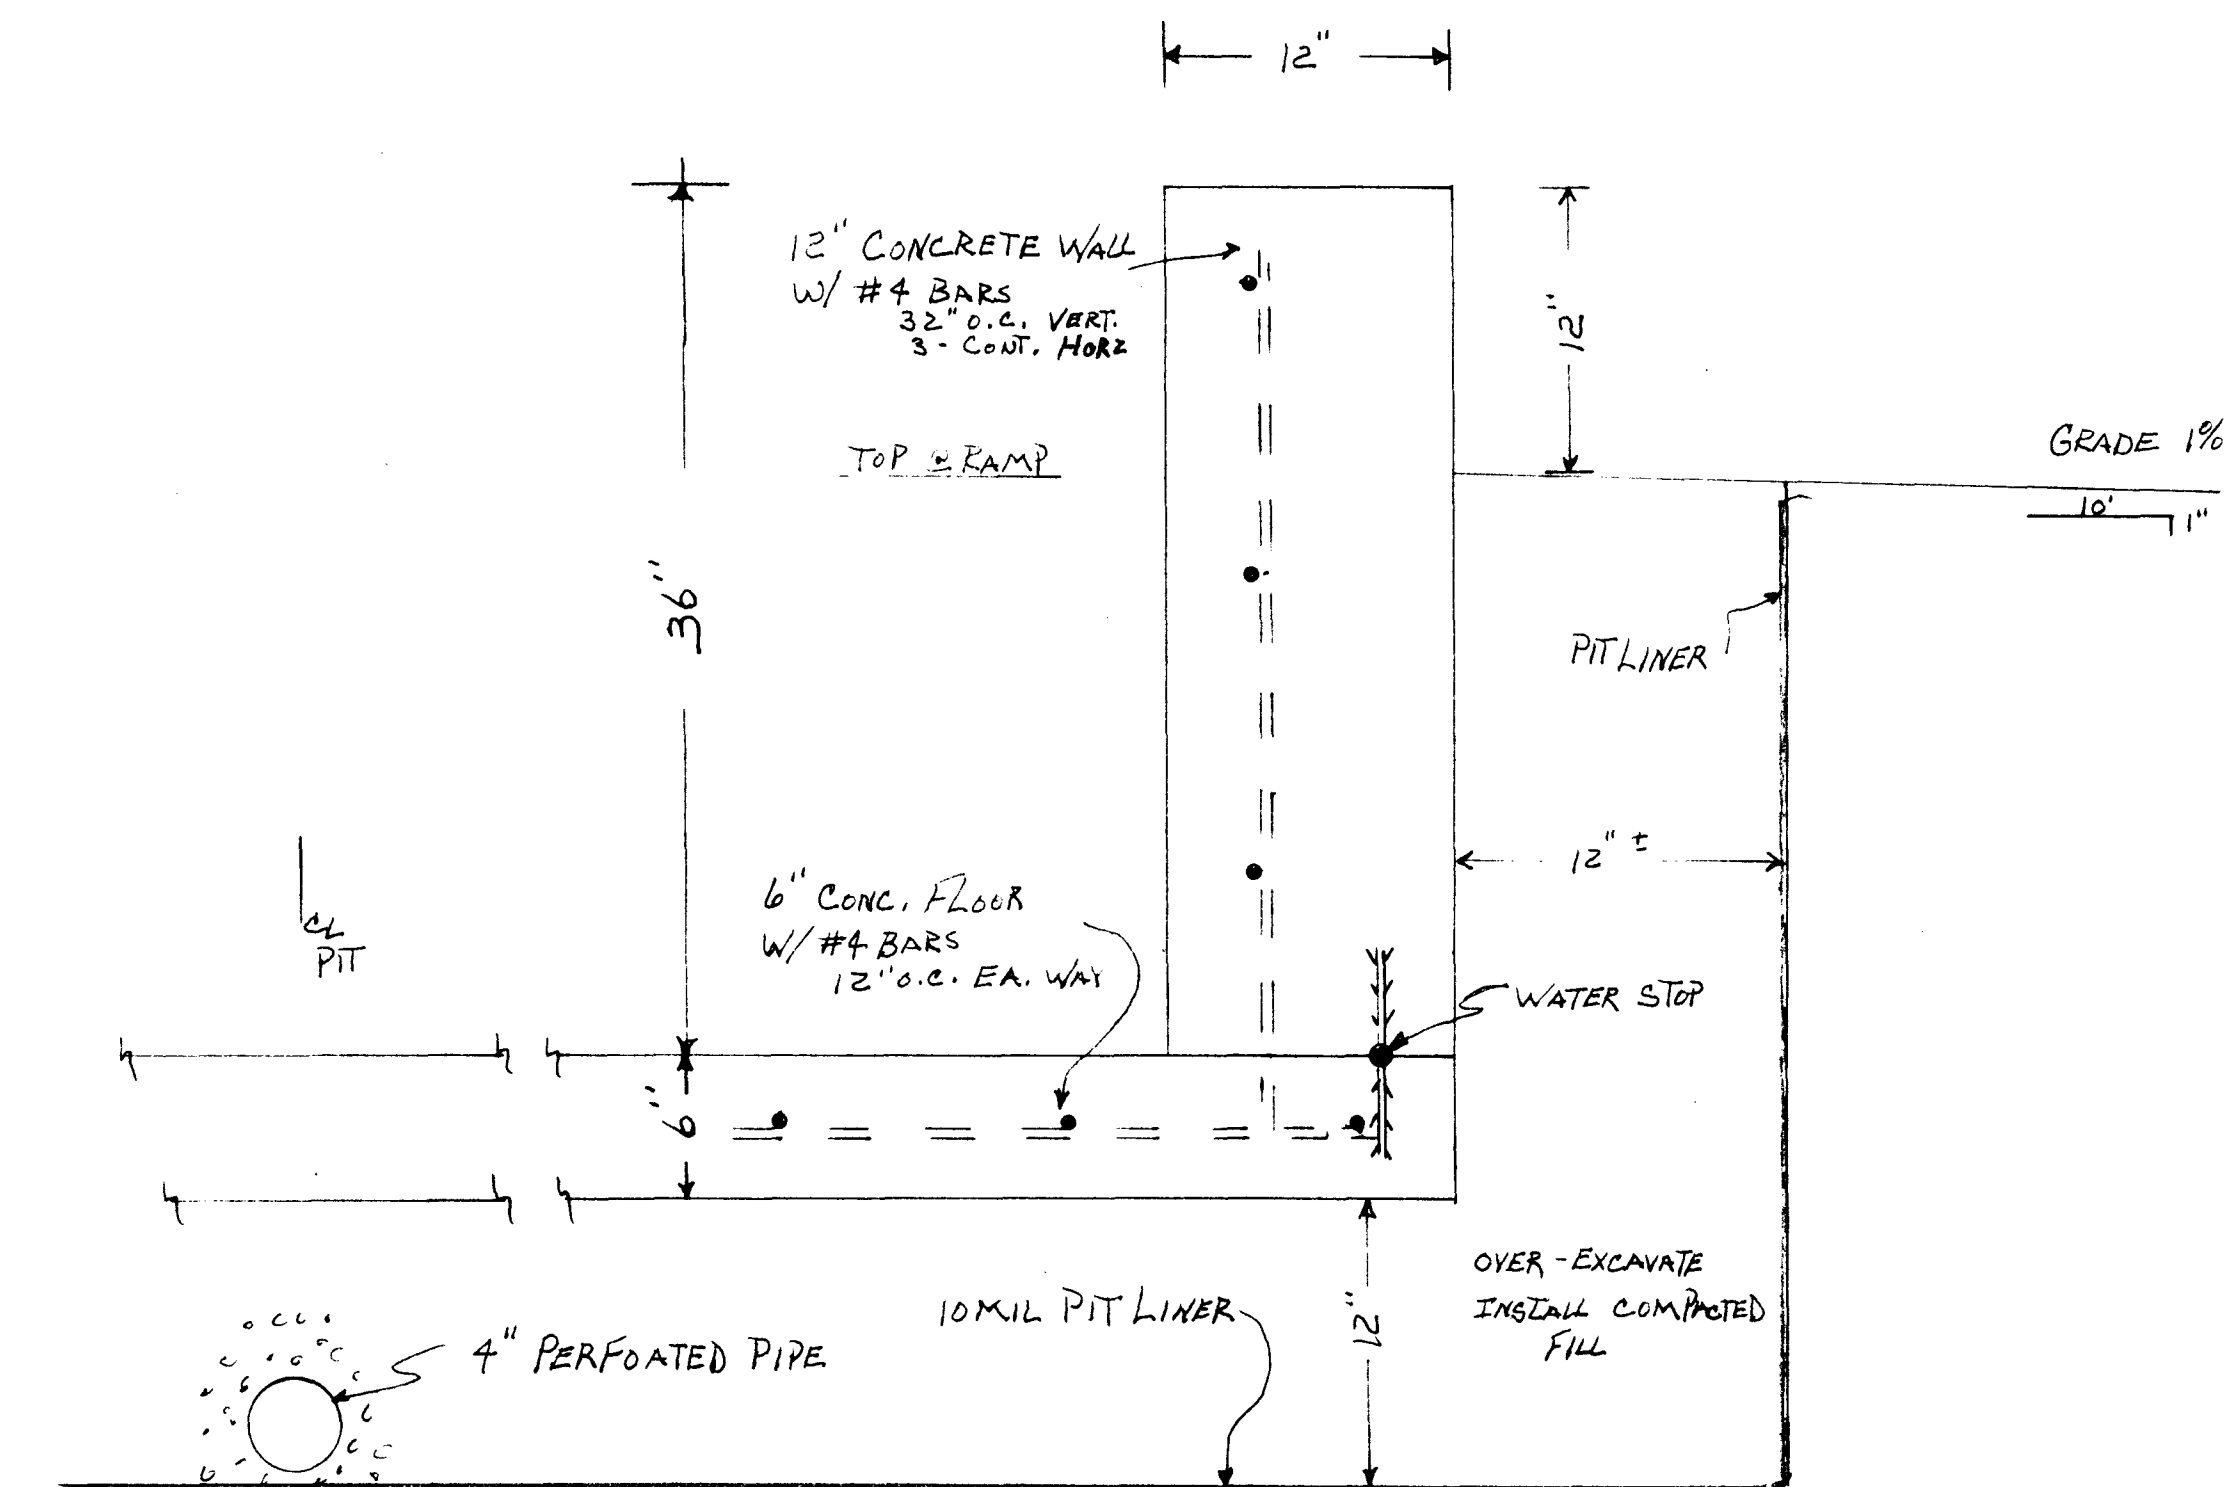 12"
12" CONCRETE WALL
W/ #4 BARS
32" O.C. VERT.
3 - CONT. HORZ
12"
TOP @ RAMP
GRADE 1%
10'
1"
36"
PIT LINER
12" ±
6" CONC. FLOOR
W/ #4 BARS
12" O.C. EA. WAY
CL
PIT
WATER STOP
6"
OVER-EXCAVATE
INSTALL COMPACTED
FILL
10 MIL PIT LINER
12"
4" PERFOATED PIPE